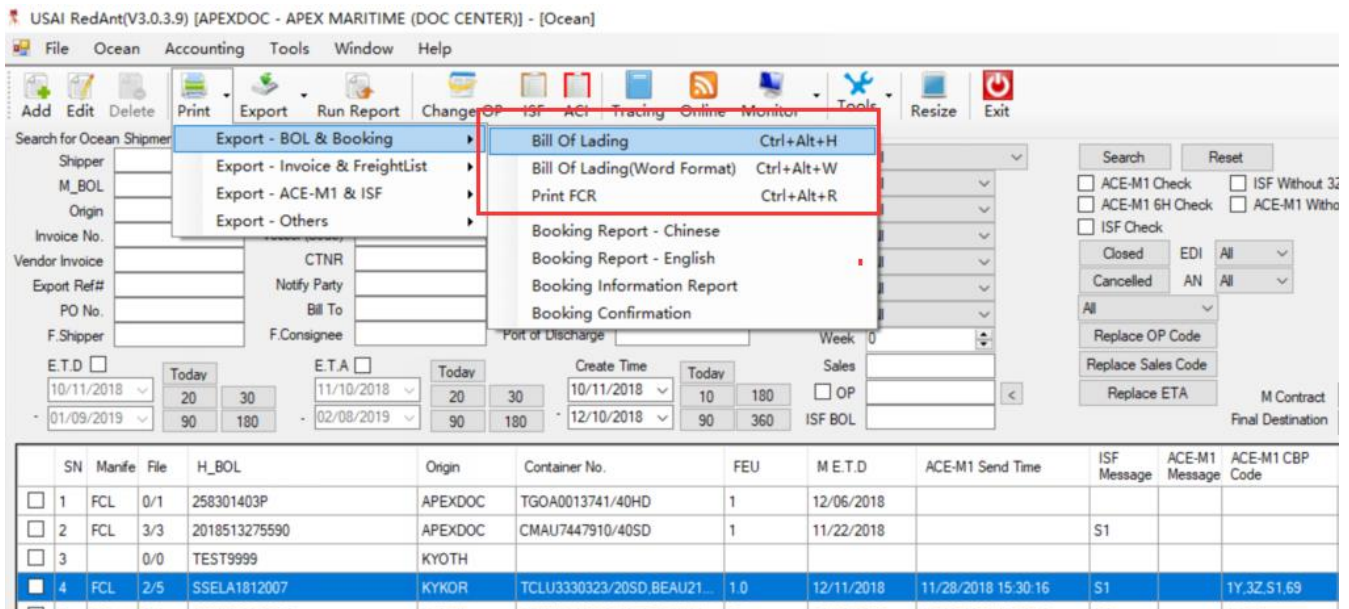 USAI RedAnt(V3.0.3.9) [APEXDOC - APEX MARITIME (DOC CENTER)] - [Ocean]
File Ocean Accounting Tools Window Help
Add Edit Delete Print Export Run Report Change OP ISF ACI Tracing Online Monitor Tools Resize Exit
Search for Ocean Shipmen
Export - BOL & Booking
Export - Invoice & FreightList
Export - ACE-M1 & ISF
Export - Others
Bill Of Lading Ctrl+Alt+H
Bill Of Lading(Word Format) Ctrl+Alt+W
Print FCR Ctrl+Alt+R
Booking Report - Chinese
Booking Report - English
Booking Information Report
Booking Confirmation
Shipper
M_BOL
Origin
Invoice No.
Vendor Invoice CTNR
Export Ref# Notify Party
PO No. Bill To
F.Shipper F.Consignee Port of Discharge Week 0
Search Reset
ACE-M1 Check ISF Without 3Z
ACE-M1 6H Check ACE-M1 Witho
ISF Check
Closed EDI All
Cancelled AN All
All
Replace OP Code
Replace Sales Code
Replace ETA M Contract
Final Destination
E.T.D Today E.T.A Today Create Time Today Sales
10/11/2018 20 30 11/10/2018 20 30 10/11/2018 10 180 OP <
- 01/09/2019 90 180 - 02/08/2019 90 180 - 12/10/2018 90 360 ISF BOL
SN Manife File H_BOL Origin Container No. FEU M E.T.D ACE-M1 Send Time ISF Message ACE-M1 Message ACE-M1 CBP Code
1 FCL 0/1 258301403P APEXDOC TGOA0013741/40HD 1 12/06/2018
2 FCL 3/3 2018513275590 APEXDOC CMAU7447910/40SD 1 11/22/2018 S1
3 0/0 TEST9999 KYOTH
4 FCL 2/5 SSELA1812007 KYKOR TCLU3330323/20SD,BEAU21... 1.0 12/11/2018 11/28/2018 15:30:16 S1 1Y,3Z,S1,69